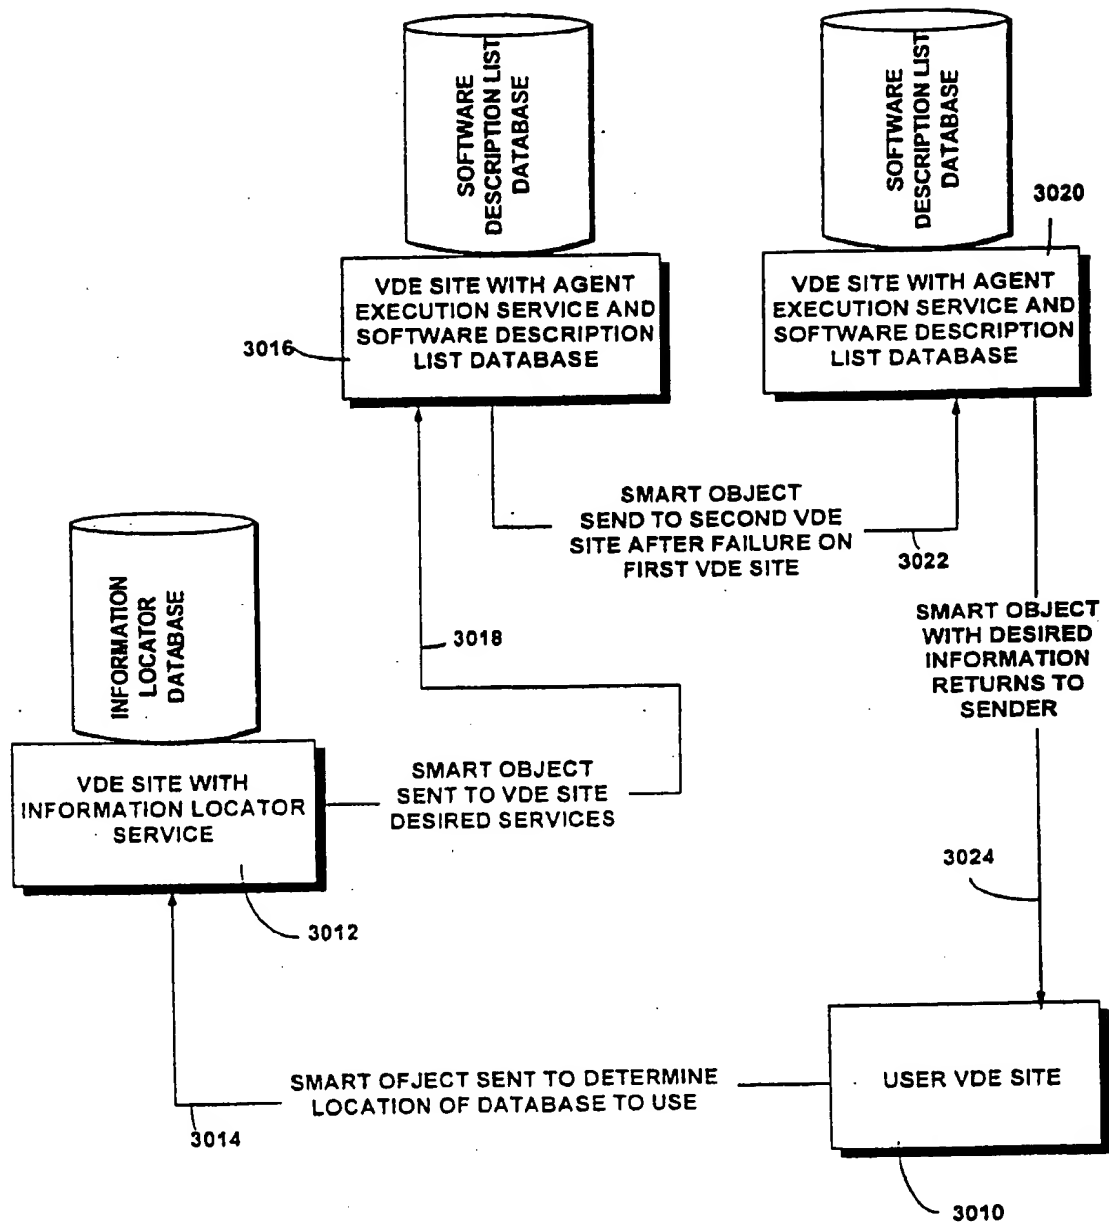 SOFTWARE
DESCRIPTION LIST
DATABASE
SOFTWARE
DESCRIPTION LIST
DATABASE
3020
VDE SITE WITH AGENT
EXECUTION SERVICE AND
SOFTWARE DESCRIPTION
LIST DATABASE
3016
VDE SITE WITH AGENT
EXECUTION SERVICE AND
SOFTWARE DESCRIPTION
LIST DATABASE
SMART OBJECT
SEND TO SECOND VDE
SITE AFTER FAILURE ON
FIRST VDE SITE
3022
INFORMATION
LOCATOR
DATABASE
3018
SMART OBJECT
WITH DESIRED
INFORMATION
RETURNS TO
SENDER
VDE SITE WITH
INFORMATION LOCATOR
SERVICE
SMART OBJECT
SENT TO VDE SITE
DESIRED SERVICES
3024
3012
SMART OFJECT SENT TO DETERMINE
LOCATION OF DATABASE TO USE
USER VDE SITE
3014
3010